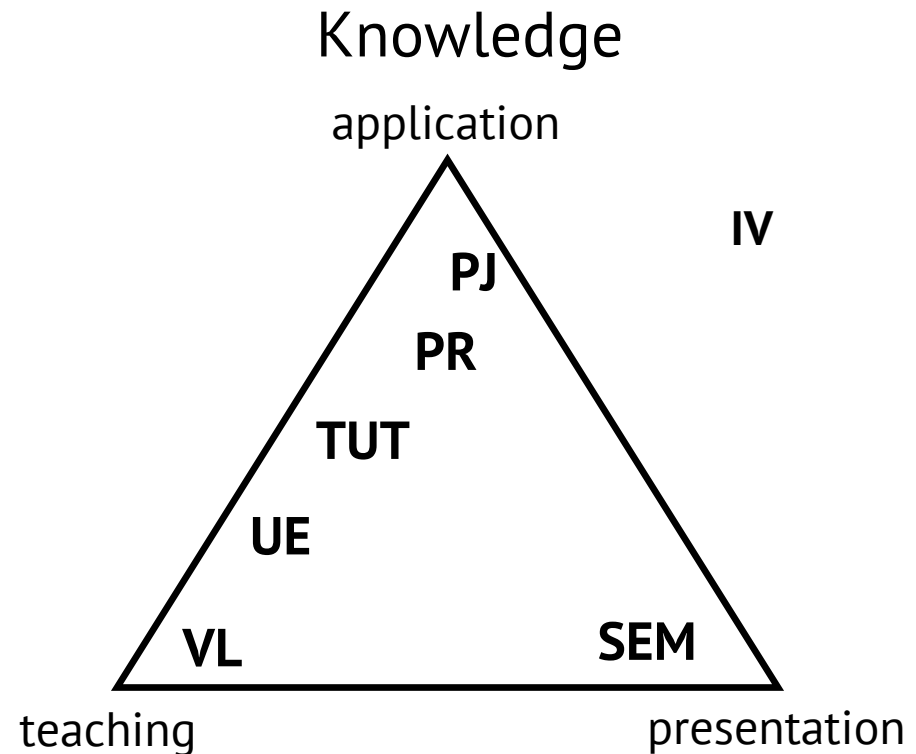 Knowledge
application
IV
PJ
PR
TUT
UE
VL
SEM
teaching
presentation